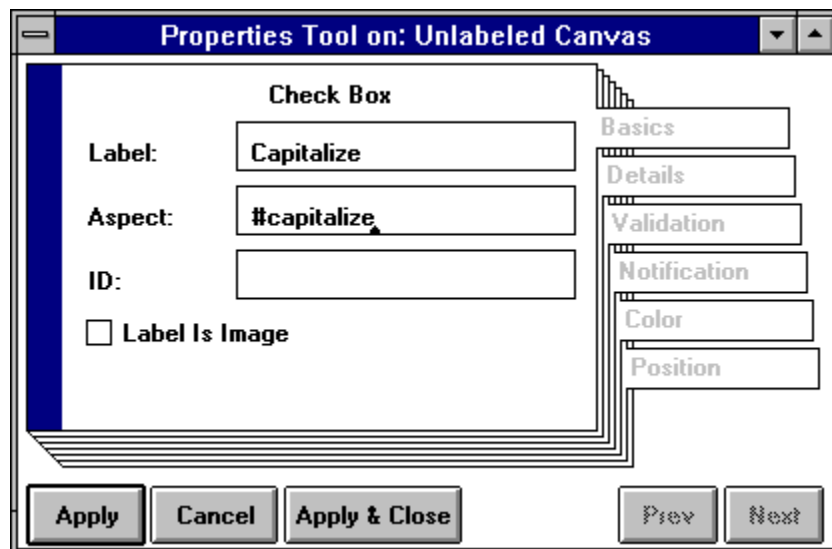 Properties Tool on: Unlabeled Canvas
Check Box
Label: Capitalize
Aspect: #capitalize
ID:
Label Is Image
Basics
Details
Validation
Notification
Color
Position
Apply Cancel Apply & Close Prev Next